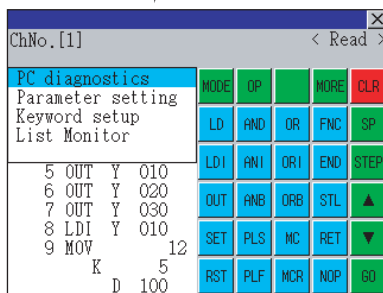 ChNo.[1] < Read >
PC diagnostics
Parameter setting
Keyword setup
List Monitor
5 OUT Y 010
6 OUT Y 020
7 OUT Y 030
8 LDI Y 010
9 MOV 12
K 5
D 100
MODE OP MORE CLR
LD AND OR FNC SP
LDI ANI ORI END STEP
OUT ANB ORB STL ▲
SET PLS MC RET ▼
RST PLF MCR NOP GO